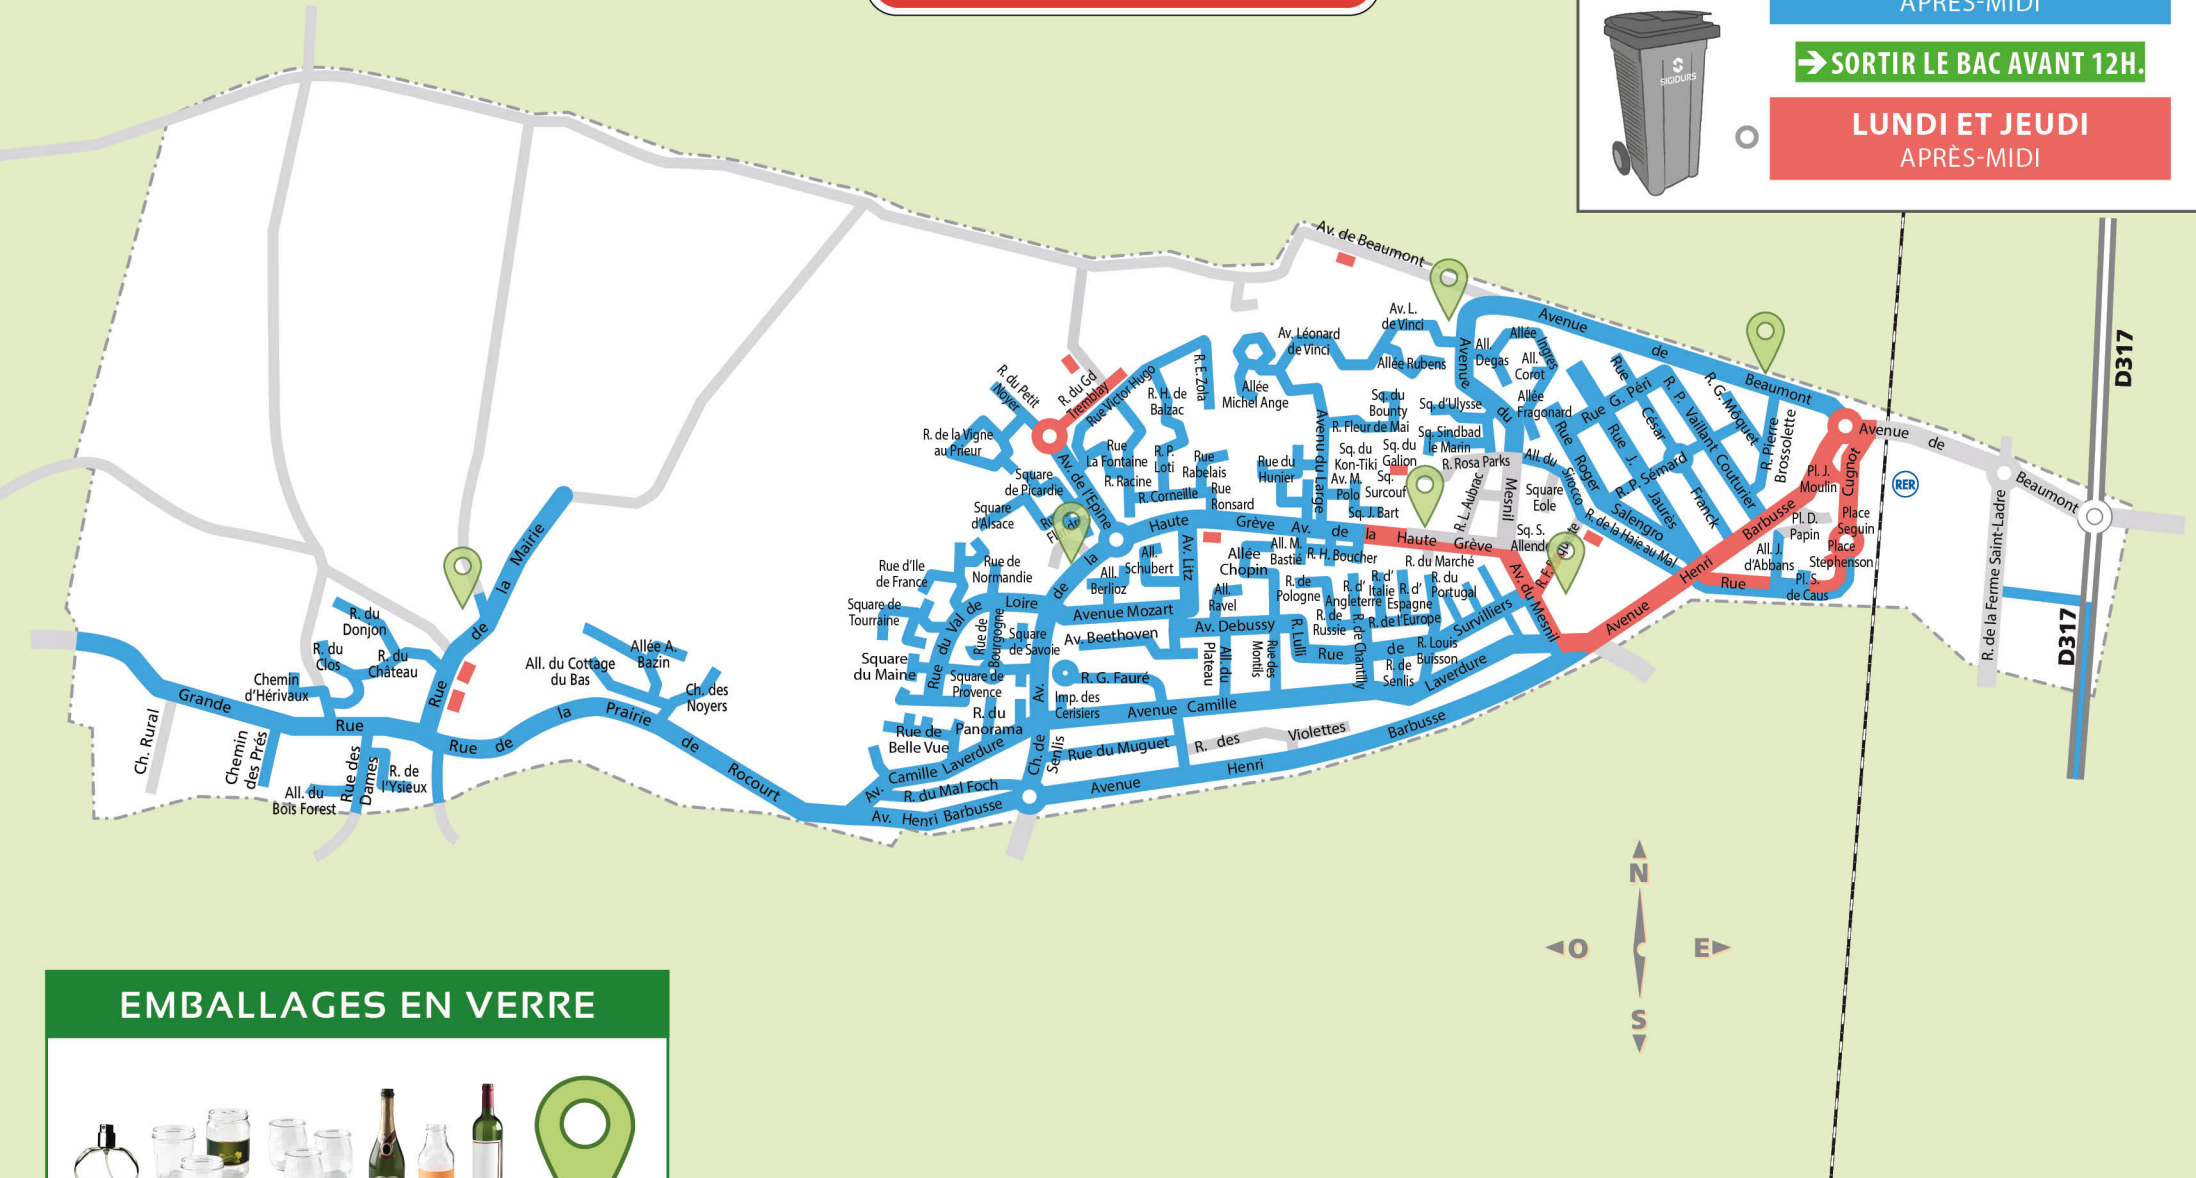 APRÈS-MIDI
→ SORTIR LE BAC AVANT 12H.
SIGIDURS
LUNDI ET JEUDI
APRÈS-MIDI
Av. de Beaumont
D317
Avenue de Beaumont
Avenue de
Beaumont
RER
R. de la Ferme Saint-Ladre
D317
Av. L.
de Vinci
Av. Léonard
de Vinci
Allée Rubens
Avenue du
Mesnil
All.
Degas
Allée
Ingres
All.
Corot
Allée
Fragonard
Allée
Michel Ange
Sq. du
Bounty
Sq. d'Ulysse
R. Fleur de Mai
Sq. Sindbad
le Marin
Sq. du
Kon-Tiki
Sq. du
Galion
R. Rosa Parks
Av. M.
Polo
Sq.
Surcouf
Sq. J. Bart
R. L. Aubrac
Square
Eole
Sq. S.
Allende
All. du
Sirocco
Avenu du Large
Rue du
Hunier
Rue
César
Rue G. Péri
R. P. Vaillant Couturier
R. G. Môquet
R. Pierre
Brossolette
Rue Roger
Salengro
Rue J.
Jaurès
R. P. Sémard
Franck
R. de la Haie au Mal
Pl. J.
Moulin
Cugnot
Place
Seguin
Pl. D.
Papin
Place
Stephenson
All. J.
d'Abbans
Pl. S.
de Caus
Rue
Avenue Henri Barbusse
R. du Petit
Noyer
R. du Gd
Tremblay
Rue Victor Hugo
R. E. Zola
R. H. de
Balzac
R. de la Vigne
au Prieur
Rue
La Fontaine
R. P.
Loti
Rue
Rabelais
R. Racine
R. Corneille
Rue
Ronsard
Av. de l'Epine
Square
de Picardie
Square
d'Alsace
Haute Grève Av. de la Haute Grève
Av. Litz
All.
Schubert
All.
Berlioz
Allée
Chopin
All.
Ravel
All. M.
Bastié
R. H. Boucher
R. du Marché
R. de
Pologne
R. d'
Angleterre
R. d'
Italie
R. d'
Espagne
R. du
Portugal
R. de
Russie
R. de l'Europe
R. de Chantilly
R. Lulli
Rue de Survilliers
R. Louis
Buisson
R. de
Senlis
Av. du Mesnil
Rue d'Ile
de France
Rue de
Normandie
Square de
Tourraine
Rue du Val de Loire
Rue de
Bourgogne
Square
de Savoie
Square
du Maine
Square de
Provence
R. du
Panorama
Rue de
Belle Vue
Av. de la
Avenue Mozart
Av. Debussy
Av. Beethoven
All. du
Plateau
Rue des
Montils
R. G. Fauré
Imp. des
Cerisiers
Avenue Camille Laverdure
Av. Camille Laverdure
Ch. de
Senlis
Rue du Muguet
R. des Violettes
R. du Mal Foch
Av. Henri Barbusse
Avenue Henri Barbusse
Rue de la Mairie
R. du
Donjon
R. du
Clos
R. du
Château
Chemin
d'Hérivaux
Grande Rue
Ch. Rural
Chemin
des Prés
All. du
Bois Forest
Rue des
Dames
R. de
l'Ysieux
Rue de la Prairie de Rocourt
All. du Cottage
du Bas
Allée A.
Bazin
Ch. des
Noyers
N
O
E
S
EMBALLAGES EN VERRE